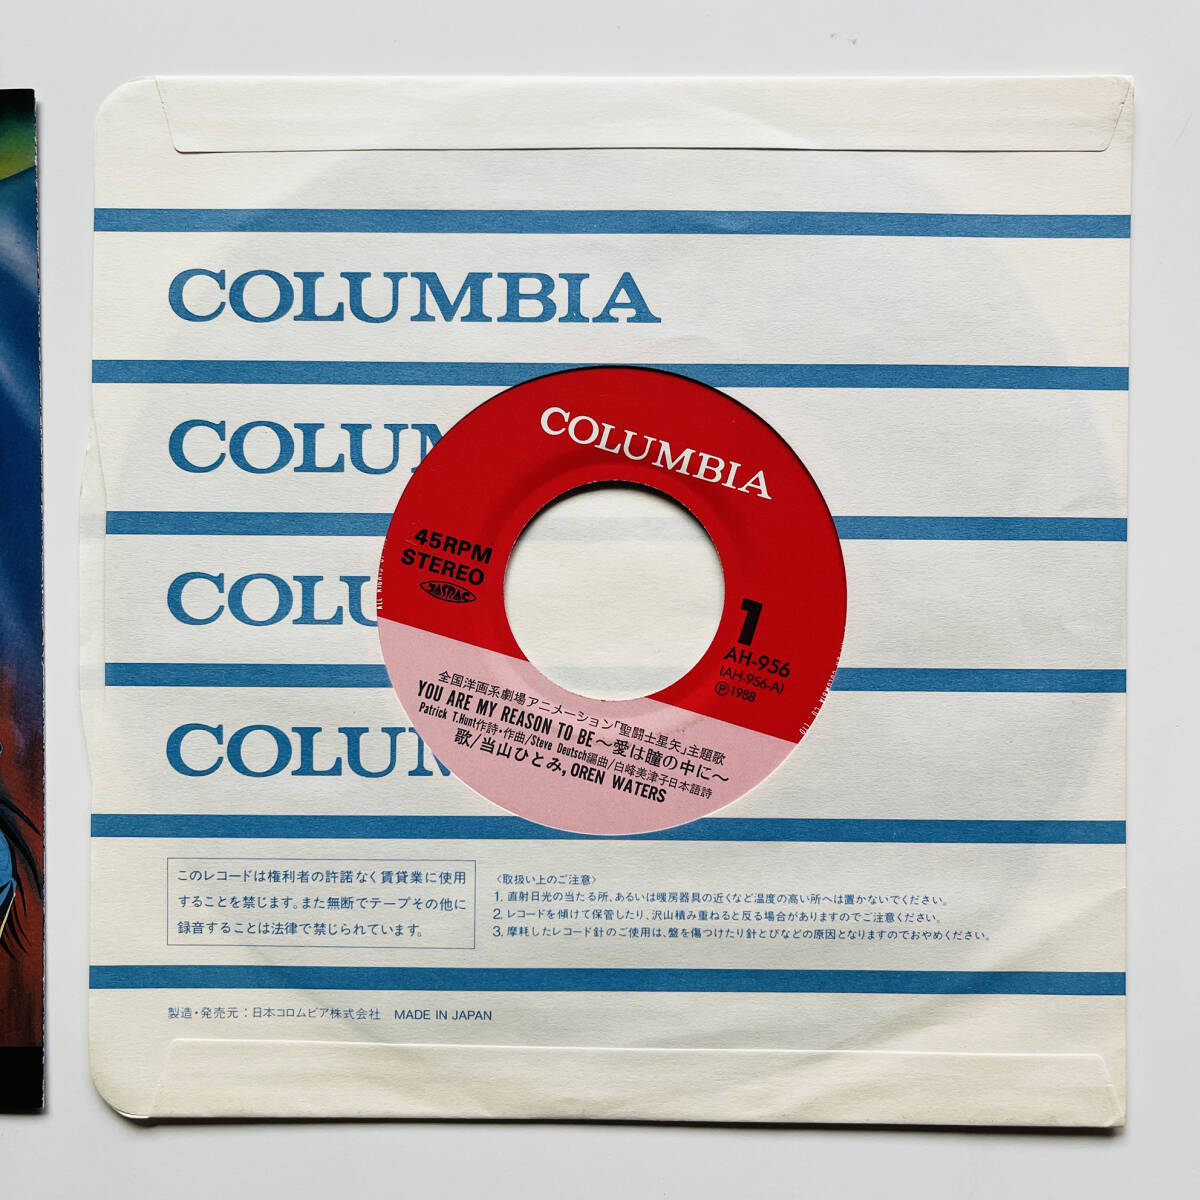 COLUMBIA
COLUM
COLU
COLUM
COLUMBIA
45RPM
STEREO
JASRAC
1
AH-956
(AH-956-A)
Ⓟ1988
ALL RIGHTS
全国洋画系劇場アニメーション「聖闘士星矢」主題歌
YOU ARE MY REASON TO BE〜愛は瞳の中に〜
Patrick T.Hunt作詩・作曲/Steve Deutsch編曲/白峰美津子日本語詩
歌/当山ひとみ, OREN WATERS
このレコードは権利者の許諾なく賃貸業に使用
することを禁じます。また無断でテープその他に
録音することは法律で禁じられています。
〈取扱い上のご注意〉
1. 直射日光の当たる所、あるいは暖房器具の近くなど温度の高い所へは置かないでください。
2. レコードを傾けて保管したり、沢山積み重ねると反る場合がありますのでご注意ください。
3. 摩耗したレコード針のご使用は、盤を傷つけたり針とびなどの原因となりますのでおやめください。
製造・発売元：日本コロムビア株式会社 MADE IN JAPAN